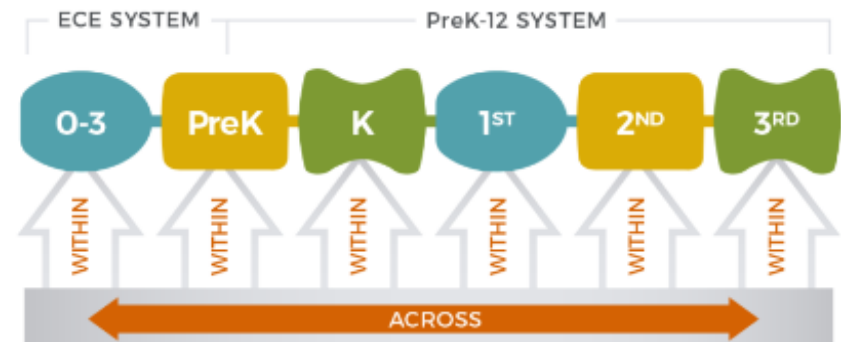 ECE SYSTEM PreK-12 SYSTEM
0-3 PreK K 1ST 2ND 3RD
WITHIN WITHIN WITHIN WITHIN WITHIN WITHIN
ACROSS